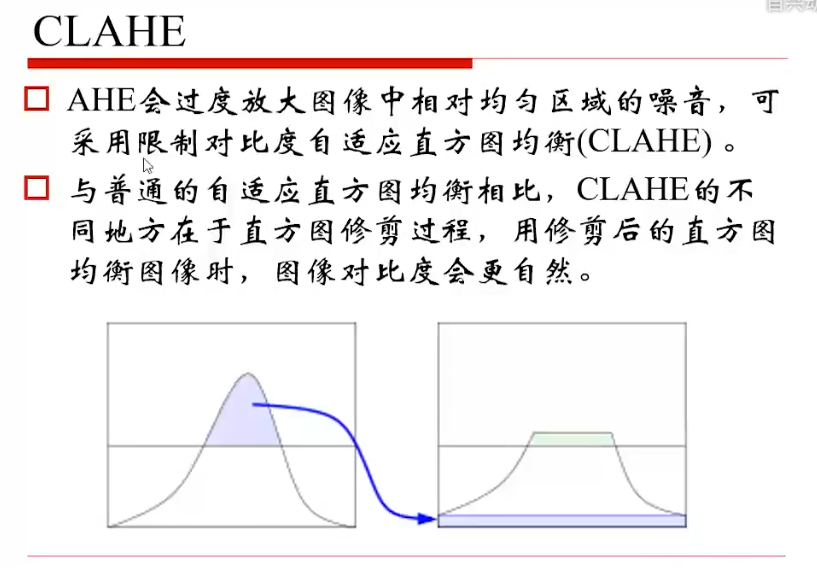 CLAHE
AHE会过度放大图像中相对均匀区域的噪音，可
采用限制对比度自适应直方图均衡(CLAHE) 。
与普通的自适应直方图均衡相比，CLAHE的不
同地方在于直方图修剪过程，用修剪后的直方图
均衡图像时，图像对比度会更自然。